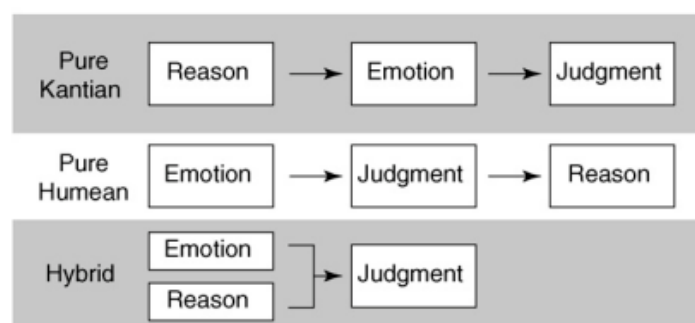 Pure
Kantian
Reason
Emotion
Judgment
Pure
Humean
Emotion
Judgment
Reason
Hybrid
Emotion
Reason
Judgment